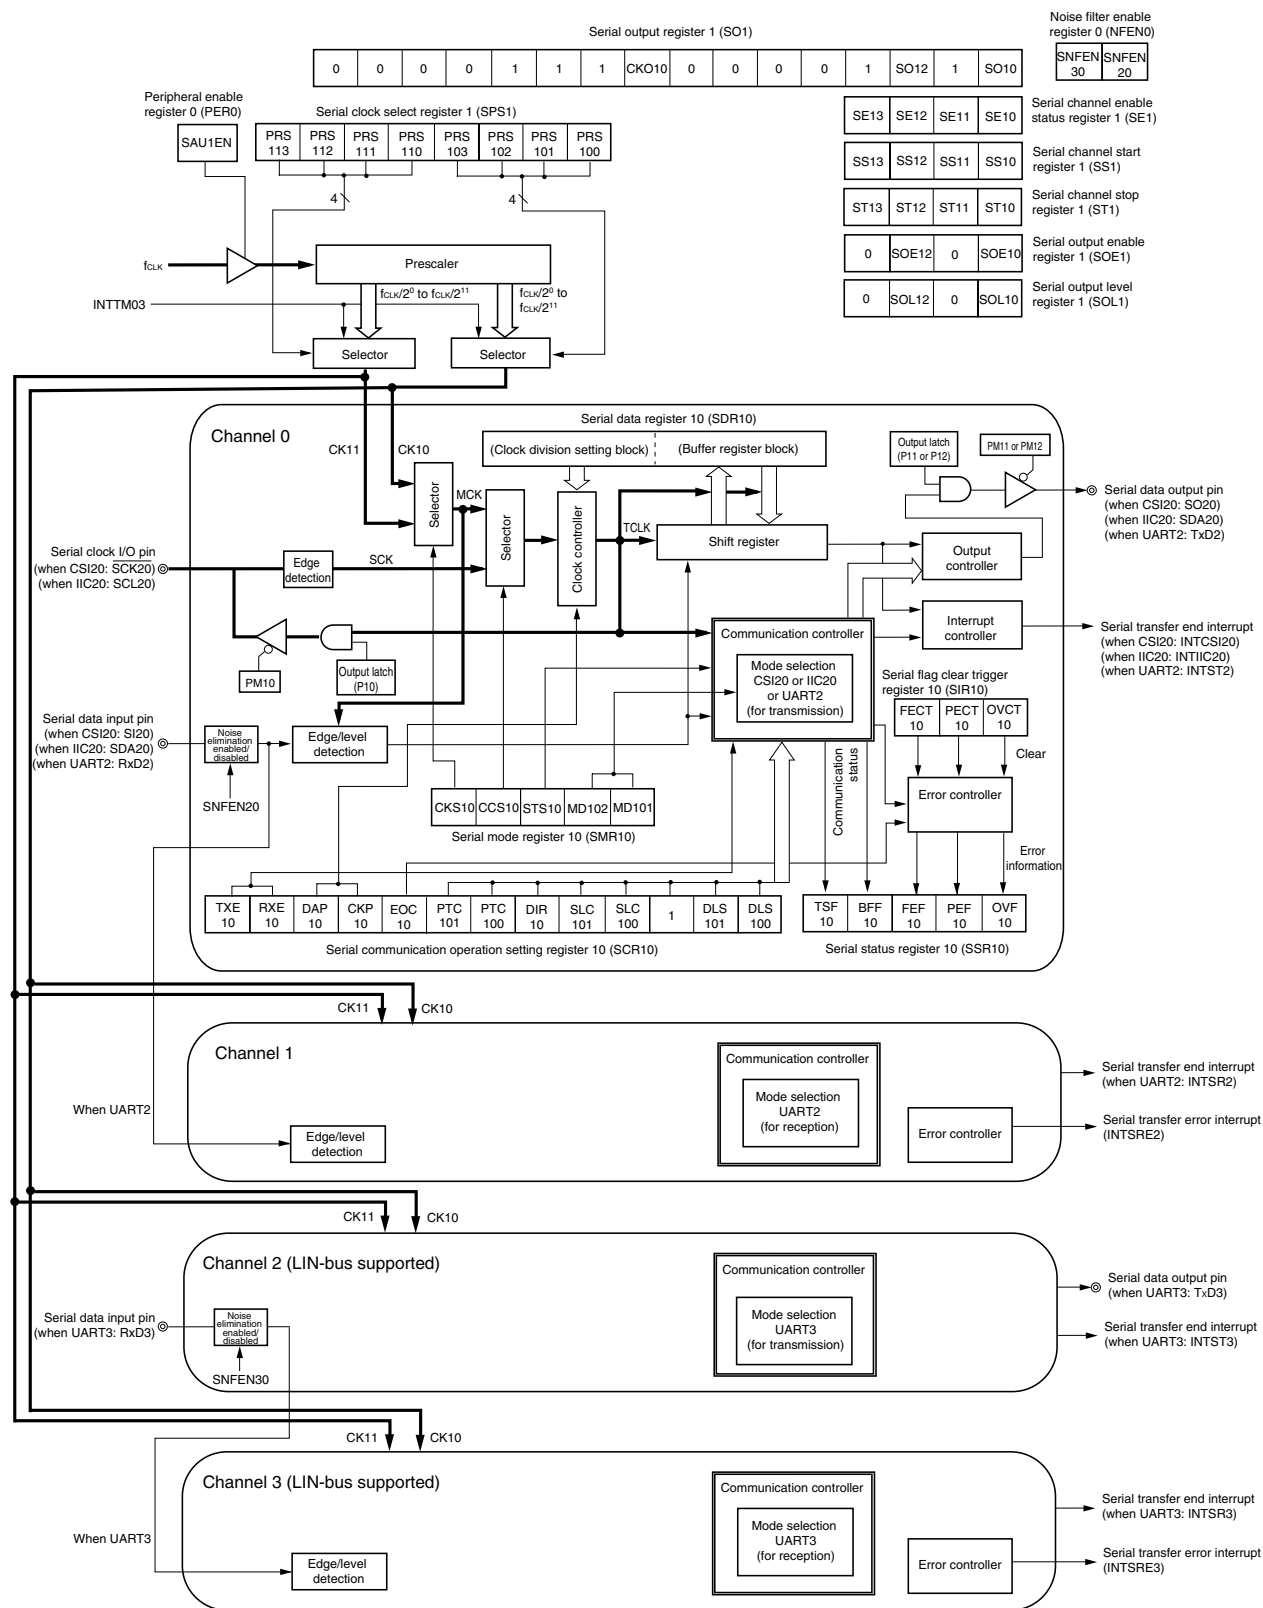 Serial output register 1 (SO1)
Noise filter enable
register 0 (NFEN0)
0 0 0 0 1 1 1 CKO10 0 0 0 0 1 SO12 1 SO10
SNFEN
30
SNFEN
20
Peripheral enable
register 0 (PER0)
SAU1EN
Serial clock select register 1 (SPS1)
PRS
113
PRS
112
PRS
111
PRS
110
PRS
103
PRS
102
PRS
101
PRS
100
SE13 SE12 SE11 SE10
Serial channel enable
status register 1 (SE1)
SS13 SS12 SS11 SS10
Serial channel start
register 1 (SS1)
ST13 ST12 ST11 ST10
Serial channel stop
register 1 (ST1)
0 SOE12 0 SOE10
Serial output enable
register 1 (SOE1)
0 SOL12 0 SOL10
Serial output level
register 1 (SOL1)
4
4
fCLK
Prescaler
INTTM03
fCLK/2⁰ to fCLK/2¹¹
fCLK/2⁰ to
fCLK/2¹¹
Selector
Selector
Channel 0
CK11
CK10
Serial data register 10 (SDR10)
(Clock division setting block)
(Buffer register block)
Output latch
(P11 or P12)
PM11 or PM12
Selector
MCK
Selector
Clock controller
TCLK
Shift register
Output
controller
Serial data output pin
(when CSI20: SO20)
(when IIC20: SDA20)
(when UART2: TxD2)
Serial clock I/O pin
(when CSI20: SCK20)
(when IIC20: SCL20)
Edge
detection
SCK
PM10
Output latch
(P10)
Communication controller
Mode selection
CSI20 or IIC20
or UART2
(for transmission)
Interrupt
controller
Serial transfer end interrupt
(when CSI20: INTCSI20)
(when IIC20: INTIIC20)
(when UART2: INTST2)
Serial flag clear trigger
register 10 (SIR10)
FECT
10
PECT
10
OVCT
10
Clear
Serial data input pin
(when CSI20: SI20)
(when IIC20: SDA20)
(when UART2: RxD2)
Noise
elimination
enabled/
disabled
SNFEN20
Edge/level
detection
CKS10 CCS10 STS10 MD102 MD101
Serial mode register 10 (SMR10)
Communication
status
Error controller
Error
information
TXE
10
RXE
10
DAP
10
CKP
10
EOC
10
PTC
101
PTC
100
DIR
10
SLC
101
SLC
100
1
DLS
101
DLS
100
Serial communication operation setting register 10 (SCR10)
TSF
10
BFF
10
FEF
10
PEF
10
OVF
10
Serial status register 10 (SSR10)
CK11
CK10
Channel 1
When UART2
Edge/level
detection
Communication controller
Mode selection
UART2
(for reception)
Error controller
Serial transfer end interrupt
(when UART2: INTSR2)
Serial transfer error interrupt
(INTSRE2)
CK11
CK10
Channel 2 (LIN-bus supported)
Serial data input pin
(when UART3: RxD3)
Noise
elimination
enabled/
disabled
SNFEN30
Communication controller
Mode selection
UART3
(for transmission)
Serial data output pin
(when UART3: TxD3)
Serial transfer end interrupt
(when UART3: INTST3)
CK11
CK10
Channel 3 (LIN-bus supported)
When UART3
Edge/level
detection
Communication controller
Mode selection
UART3
(for reception)
Error controller
Serial transfer end interrupt
(when UART3: INTSR3)
Serial transfer error interrupt
(INTSRE3)